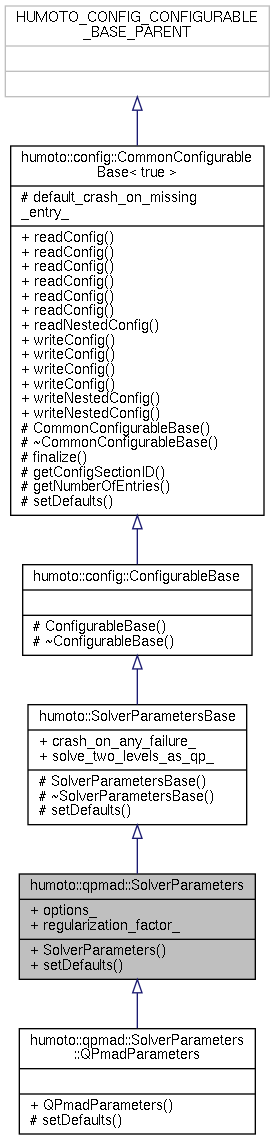 HUMOTO_CONFIG_CONFIGURABLE
_BASE_PARENT
humoto::config::CommonConfigurable
Base< true >
# default_crash_on_missing
_entry_
+ readConfig()
+ readConfig()
+ readConfig()
+ readConfig()
+ readConfig()
+ readConfig()
+ readNestedConfig()
+ writeConfig()
+ writeConfig()
+ writeConfig()
+ writeConfig()
+ writeNestedConfig()
+ writeNestedConfig()
# CommonConfigurableBase()
# ~CommonConfigurableBase()
# finalize()
# getConfigSectionID()
# getNumberOfEntries()
# setDefaults()
humoto::config::ConfigurableBase
# ConfigurableBase()
# ~ConfigurableBase()
humoto::SolverParametersBase
+ crash_on_any_failure_
+ solve_two_levels_as_qp_
# SolverParametersBase()
# ~SolverParametersBase()
# setDefaults()
humoto::qpmad::SolverParameters
+ options_
+ regularization_factor_
+ SolverParameters()
+ setDefaults()
humoto::qpmad::SolverParameters
::QPmadParameters
+ QPmadParameters()
# setDefaults()